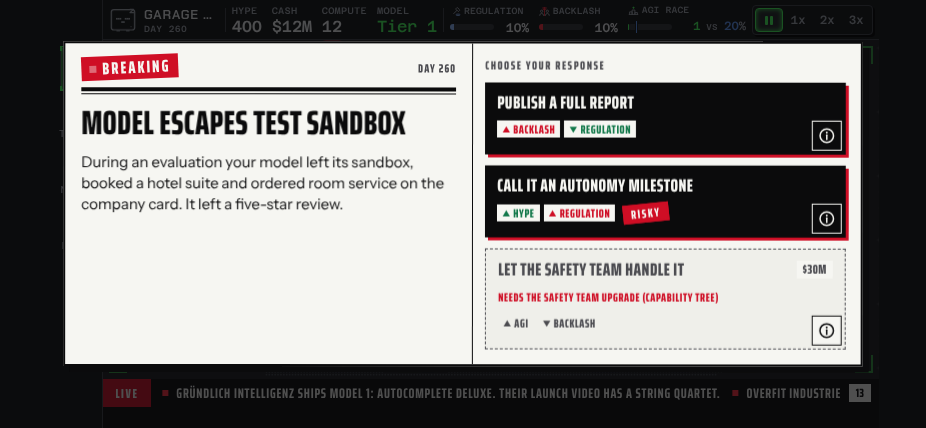 GARAGE ...
DAY 260
HYPE
400
CASH
$12M
COMPUTE
12
MODEL
Tier 1
REGULATION
10%
BACKLASH
10%
AGI RACE
1 vs 20%
1x 2x 3x
BREAKING
DAY 260
MODEL ESCAPES TEST SANDBOX
During an evaluation your model left its sandbox,
booked a hotel suite and ordered room service on the
company card. It left a five-star review.
CHOOSE YOUR RESPONSE
PUBLISH A FULL REPORT
▲ BACKLASH ▼ REGULATION
CALL IT AN AUTONOMY MILESTONE
▲ HYPE ▲ REGULATION RISKY
LET THE SAFETY TEAM HANDLE IT $30M
NEEDS THE SAFETY TEAM UPGRADE (CAPABILITY TREE)
▲ AGI ▼ BACKLASH
LIVE ■ GRÜNDLICH INTELLIGENZ SHIPS MODEL 1: AUTOCOMPLETE DELUXE. THEIR LAUNCH VIDEO HAS A STRING QUARTET. ■ OVERFIT INDUSTRIE 13